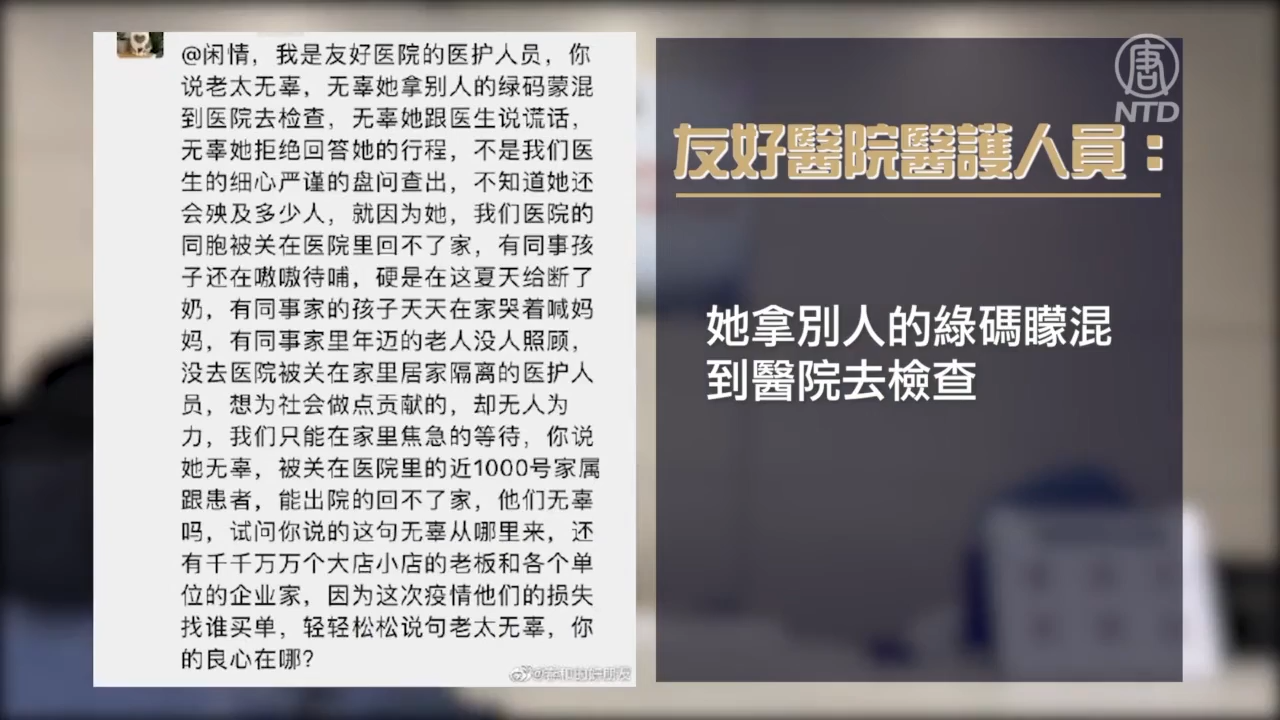 @闲情，我是友好医院的医护人员，你
说老太无辜，无辜她拿别人的绿码蒙混
到医院去检查，无辜她跟医生说谎话，
无辜她拒绝回答她的行程，不是我们医
生的细心严谨的盘问查出，不知道她还
会殃及多少人，就因为她，我们医院的
同胞被关在医院里回不了家，有同事孩
子还在嗷嗷待哺，硬是在这夏天给断了
奶，有同事家的孩子天天在家哭着喊妈
妈，有同事家里年迈的老人没人照顾，
没去医院被关在家里居家隔离的医护人
员，想为社会做点贡献的，却无人为
力，我们只能在家里焦急的等待，你说
她无辜，被关在医院里的近1000号家属
跟患者，能出院的回不了家，他们无辜
吗，试问你说的这句无辜从哪里来，还
有千千万万个大店小店的老板和各个单
位的企业家，因为这次疫情他们的损失
找谁买单，轻轻松松说句老太无辜，你
的良心在哪?
唐
NTD
友好醫院醫護人員：
她拿別人的綠碼矇混
到醫院去檢查